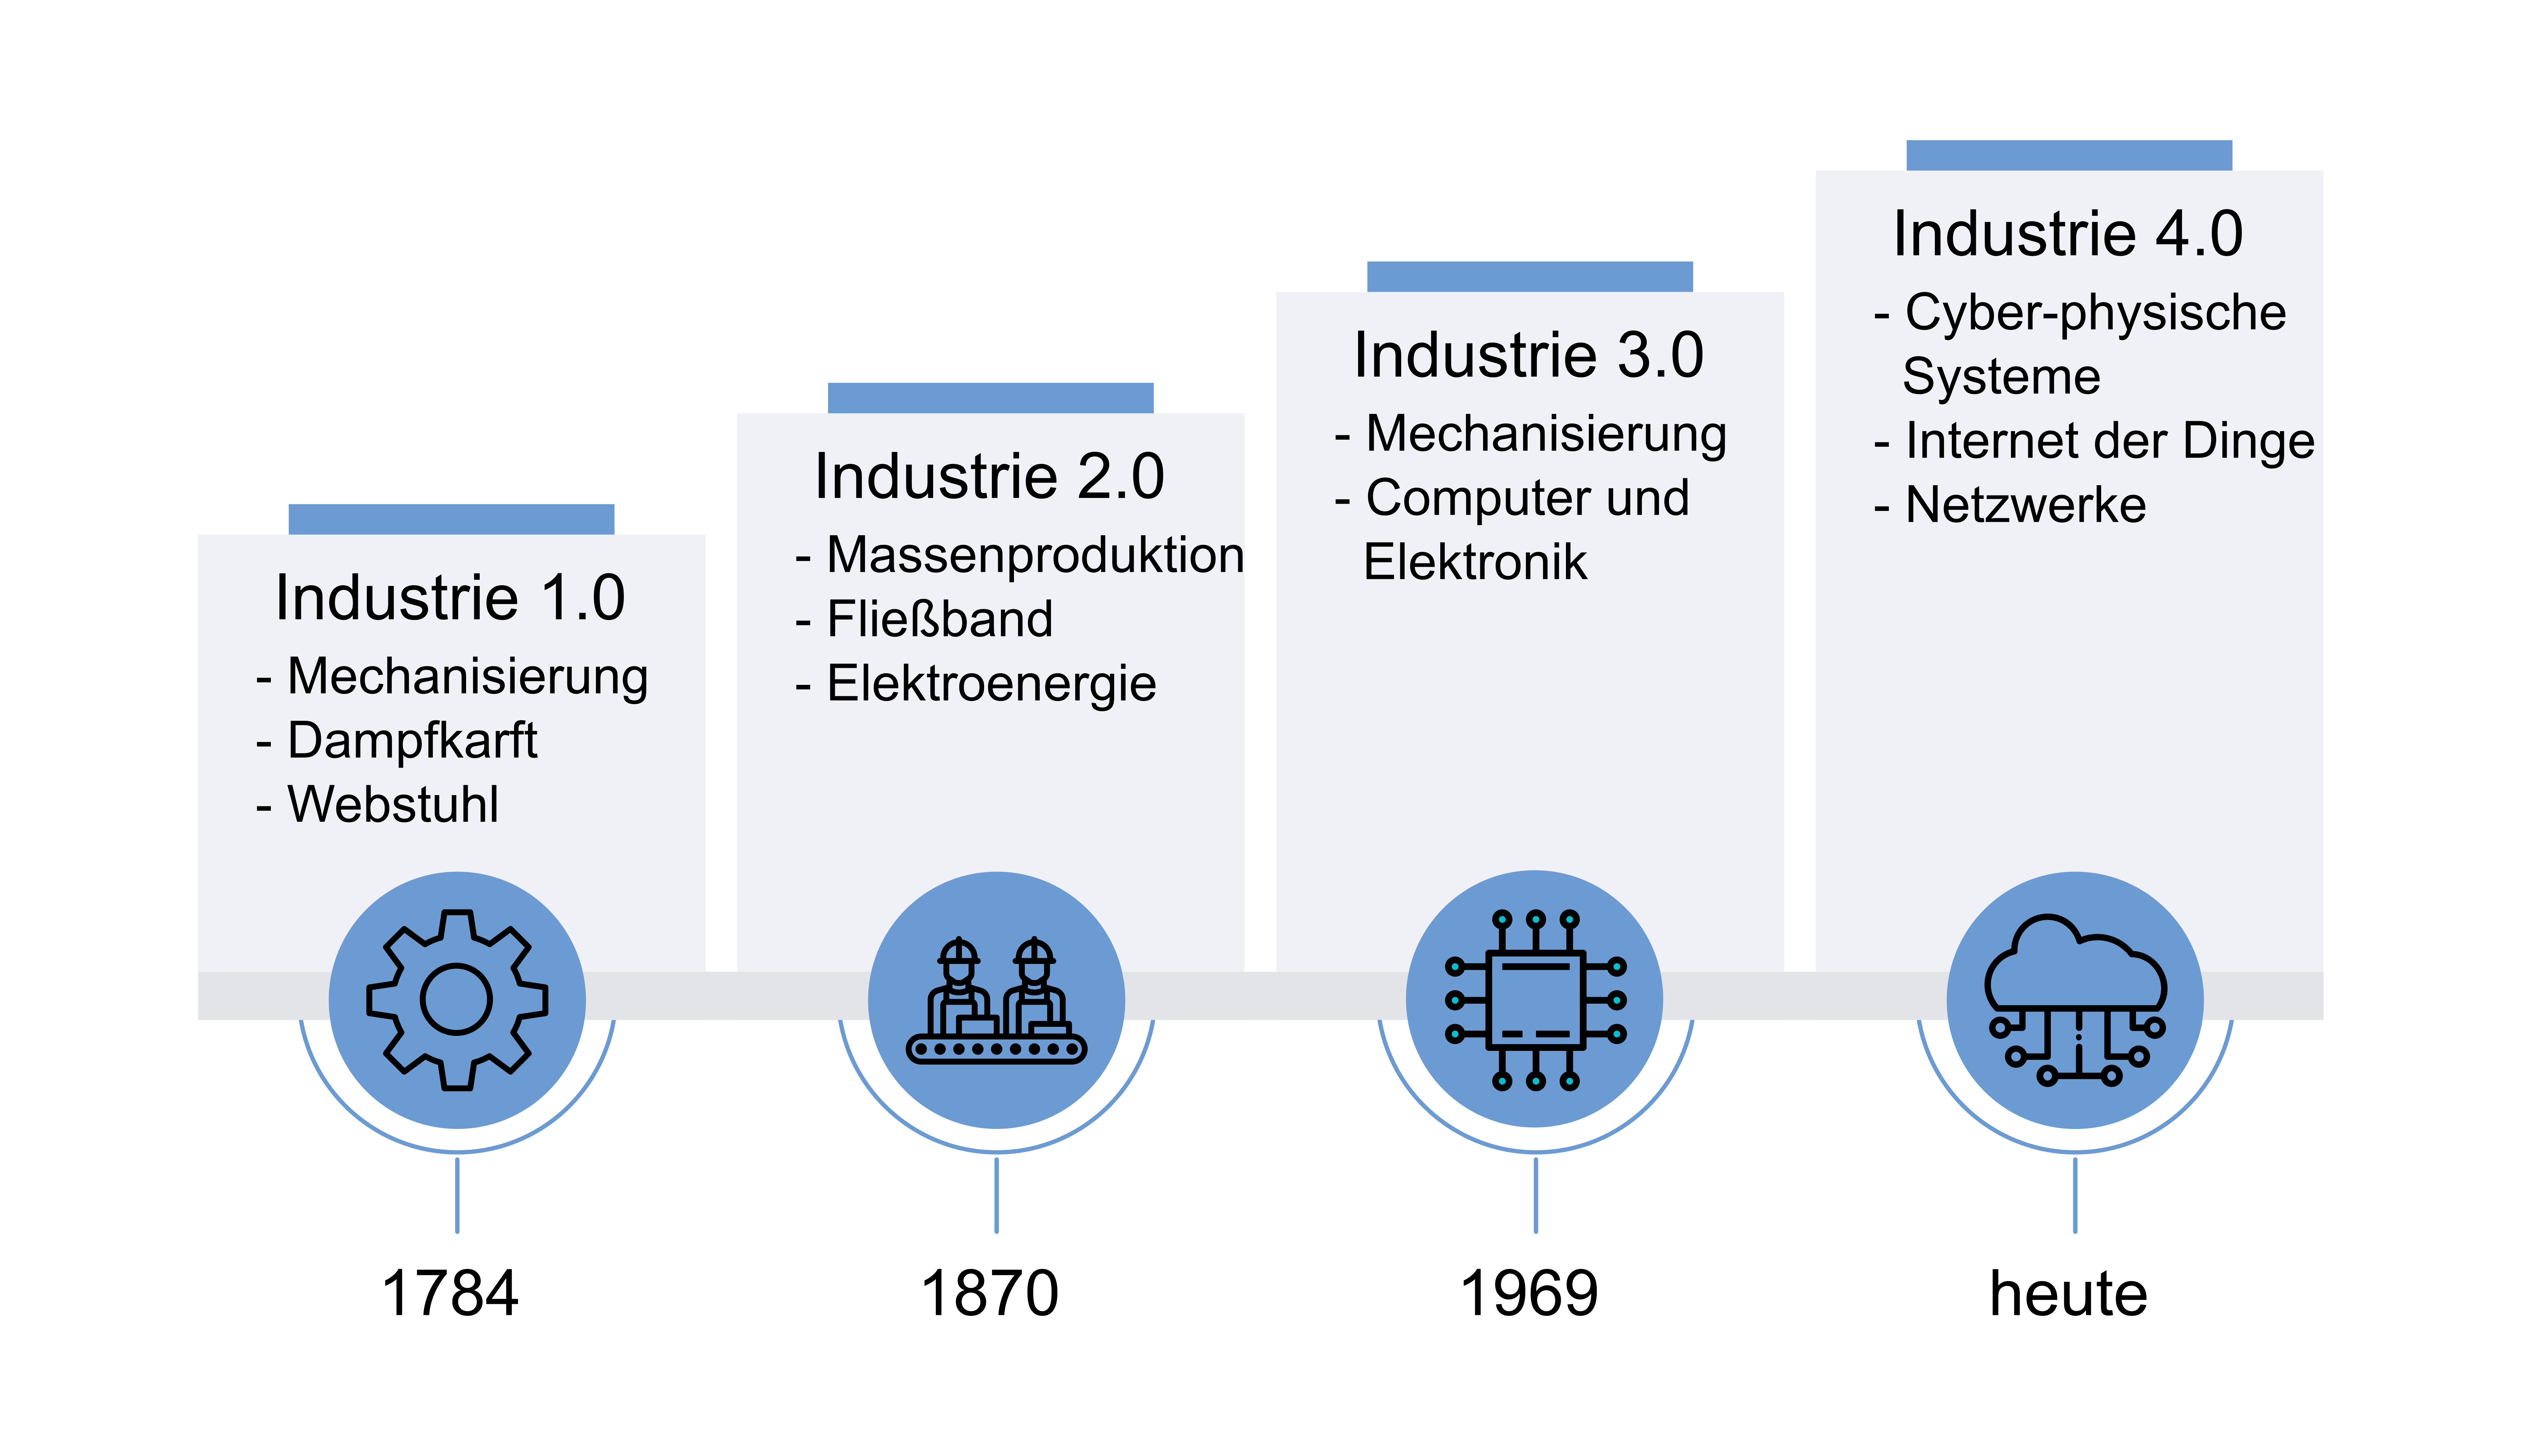 Industrie 1.0
- Mechanisierung
- Dampfkarft
- Webstuhl
1784
Industrie 2.0
- Massenproduktion
- Fließband
- Elektroenergie
1870
Industrie 3.0
- Mechanisierung
- Computer und
Elektronik
1969
Industrie 4.0
- Cyber-physische
Systeme
- Internet der Dinge
- Netzwerke
heute